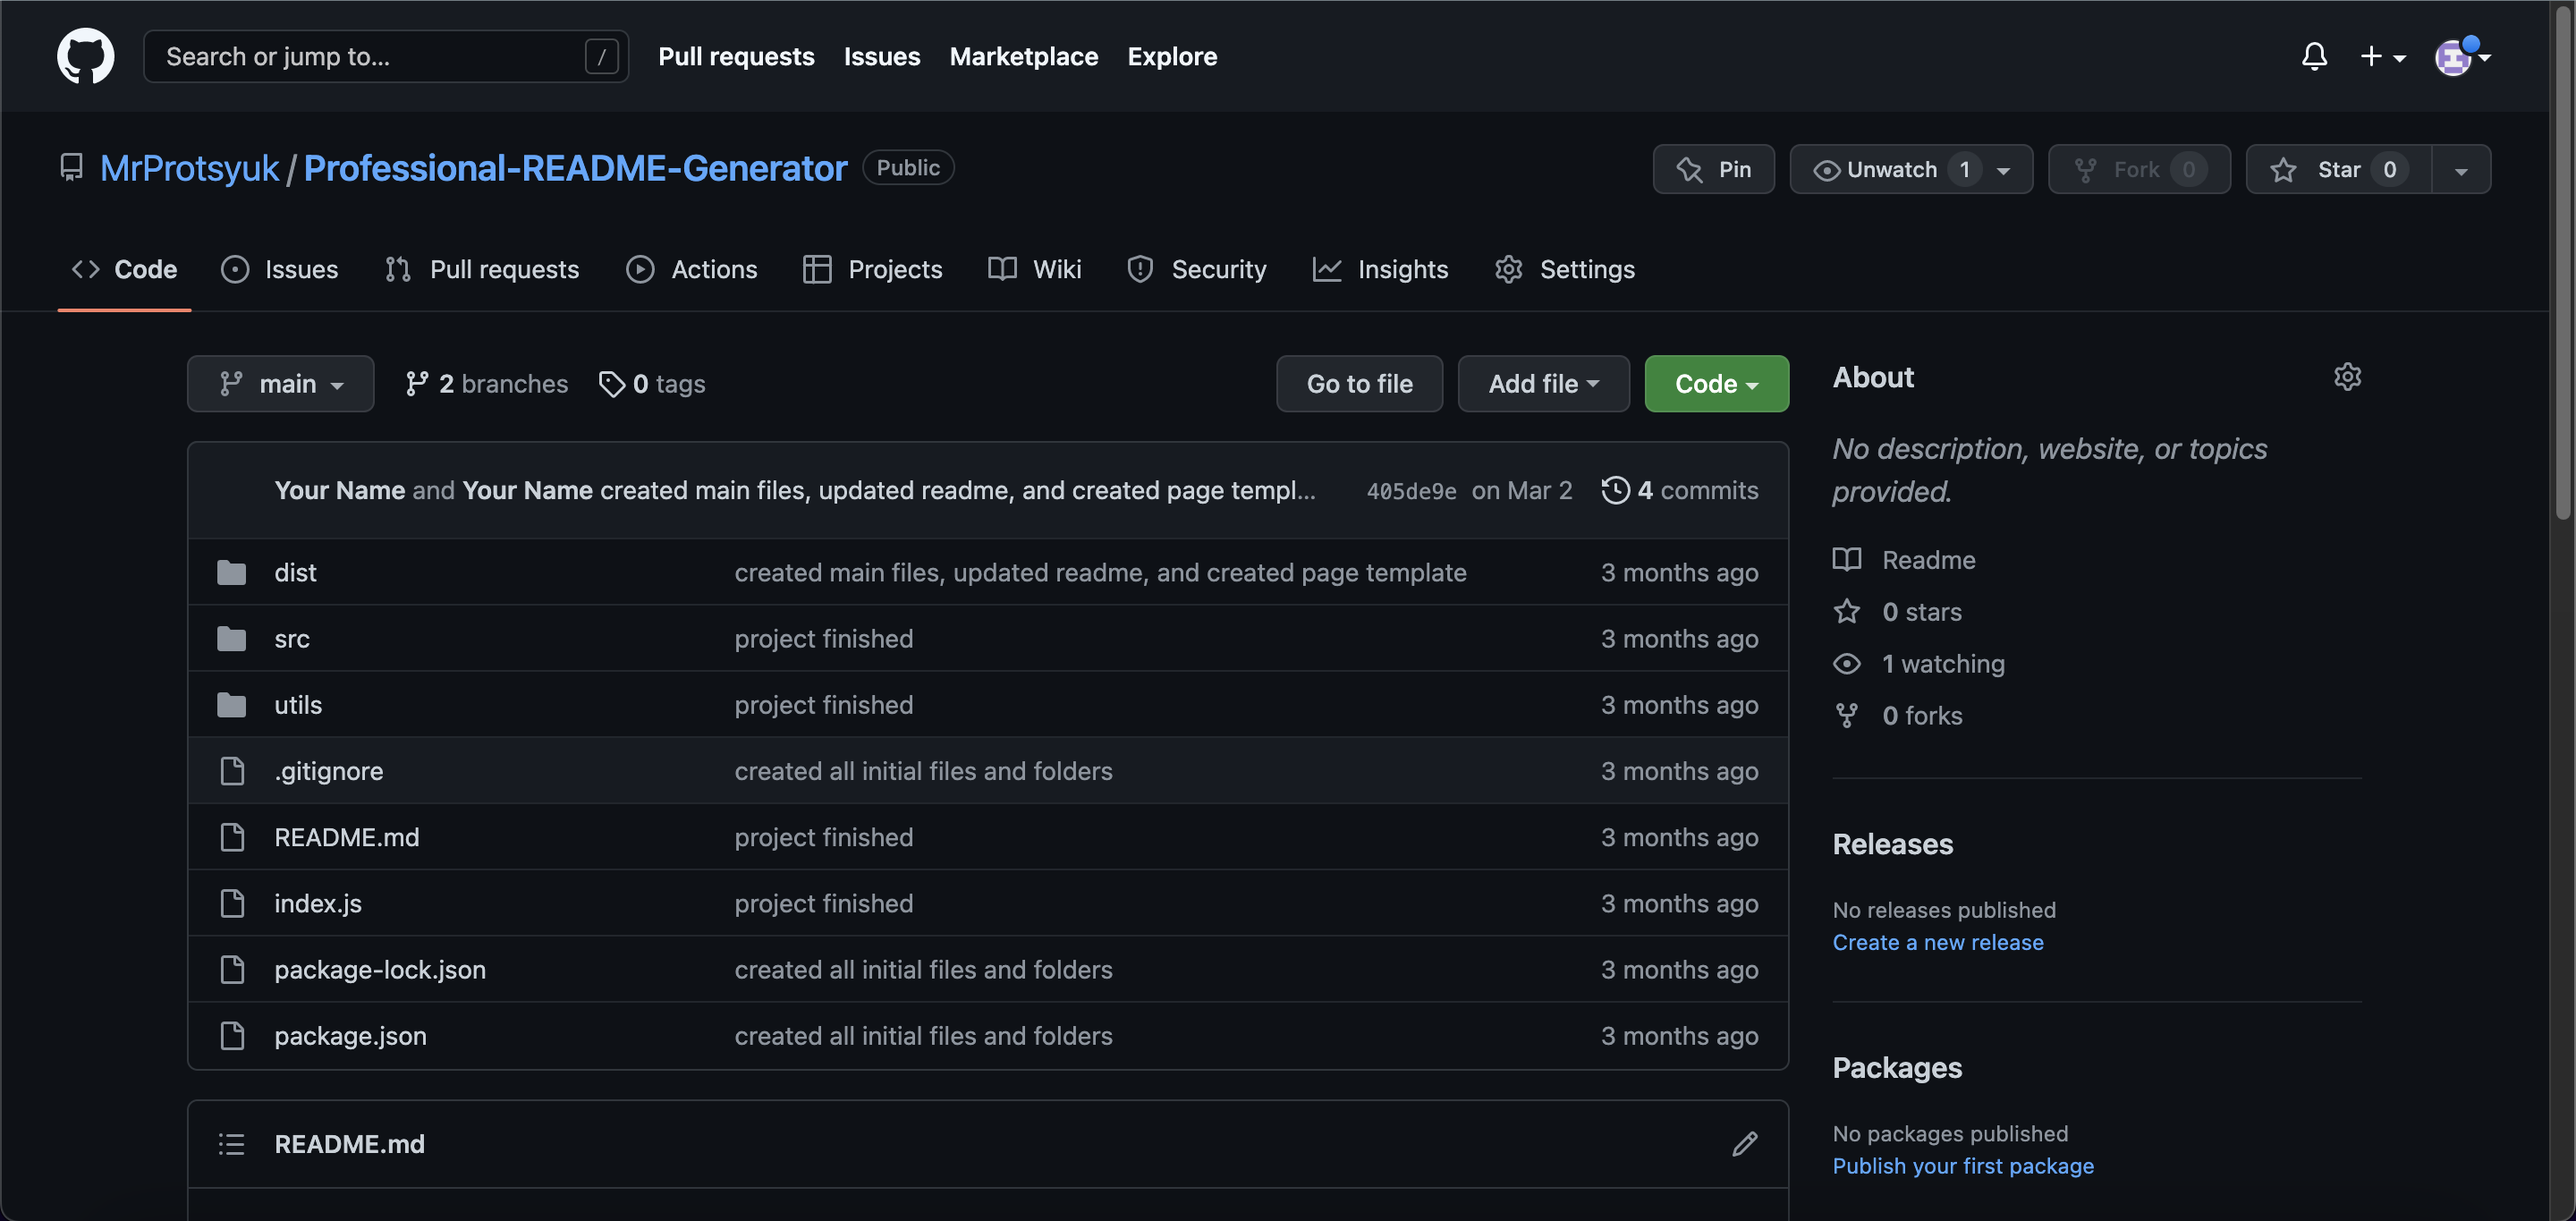 Search or jump to... /
Pull requests Issues Marketplace Explore
MrProtsyuk / Professional-README-Generator Public
Pin Unwatch 1 Fork 0 Star 0
Code Issues Pull requests Actions Projects Wiki Security Insights Settings
main 2 branches 0 tags Go to file Add file Code
Your Name and Your Name created main files, updated readme, and created page templ... 405de9e on Mar 2 4 commits
dist created main files, updated readme, and created page template 3 months ago
src project finished 3 months ago
utils project finished 3 months ago
.gitignore created all initial files and folders 3 months ago
README.md project finished 3 months ago
index.js project finished 3 months ago
package-lock.json created all initial files and folders 3 months ago
package.json created all initial files and folders 3 months ago
README.md
About
No description, website, or topics
provided.
Readme
0 stars
1 watching
0 forks
Releases
No releases published
Create a new release
Packages
No packages published
Publish your first package